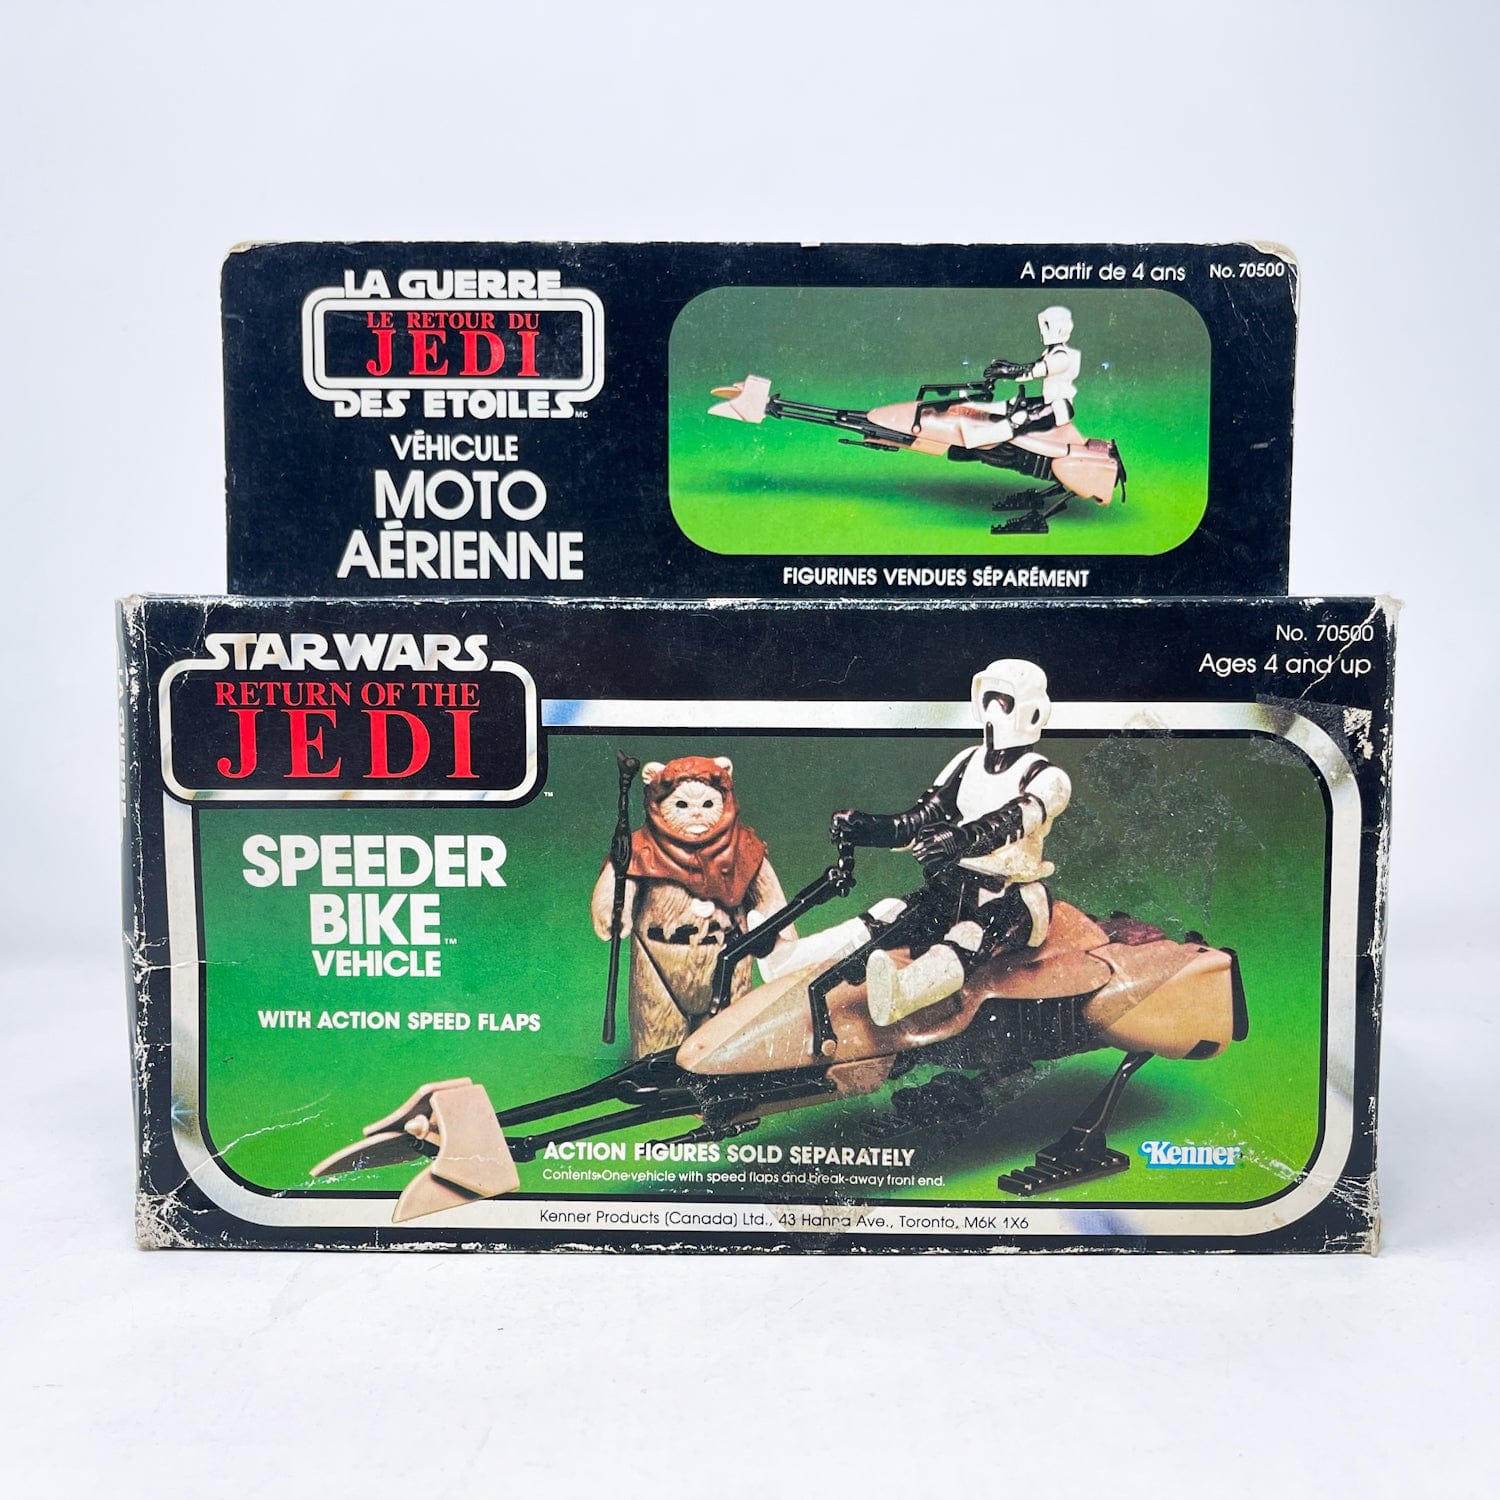 LA GUERRE
LE RETOUR DU
JEDI
DES ETOILES MC
VÉHICULE
MOTO
AÉRIENNE
A partir de 4 ans No. 70500
FIGURINES VENDUES SÉPARÉMENT
STAR WARS
RETURN OF THE
JEDI
™
SPEEDER
BIKE™
VEHICLE
WITH ACTION SPEED FLAPS
No. 70500
Ages 4 and up
ACTION FIGURES SOLD SEPARATELY
Contents: One vehicle with speed flaps and break-away front end.
Kenner
Kenner Products (Canada) Ltd., 43 Hanna Ave., Toronto, M6K 1X6